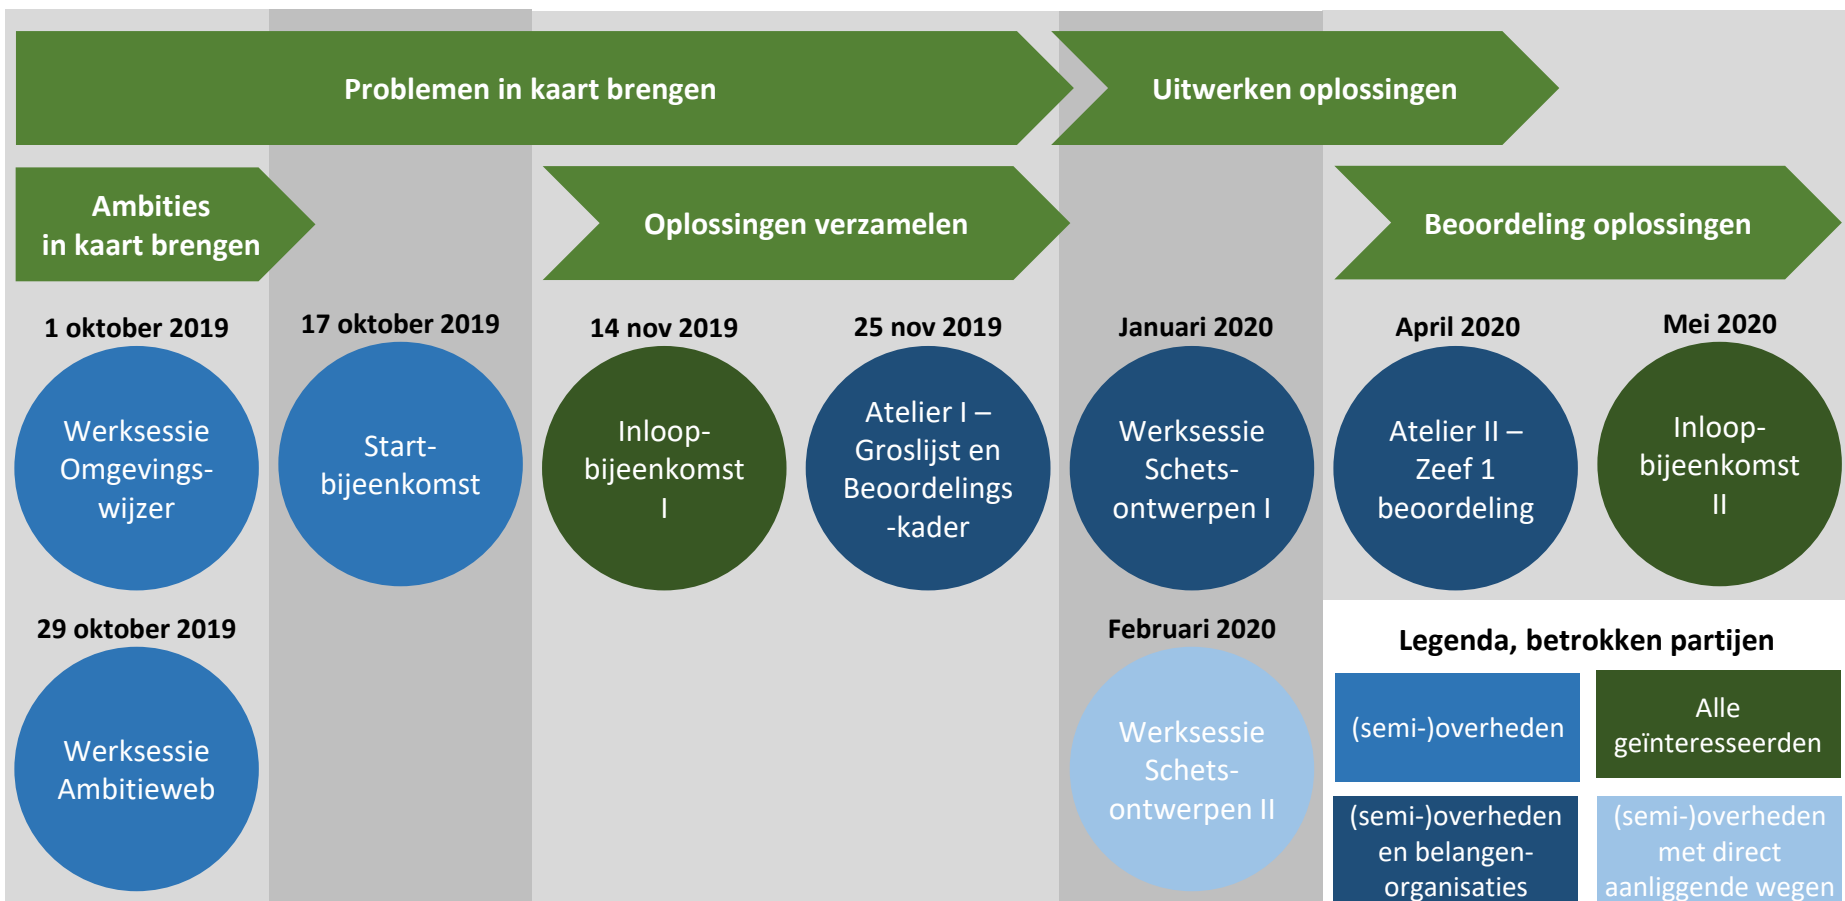 Problemen in kaart brengen
Uitwerken oplossingen
Ambities
in kaart brengen
Oplossingen verzamelen
Beoordeling oplossingen
1 oktober 2019
Werksessie
Omgevings-
wijzer
17 oktober 2019
Start-
bijeenkomst
14 nov 2019
Inloop-
bijeenkomst
I
25 nov 2019
Atelier I –
Groslijst en
Beoordelings
-kader
Januari 2020
Werksessie
Schets-
ontwerpen I
April 2020
Atelier II –
Zeef 1
beoordeling
Mei 2020
Inloop-
bijeenkomst
II
29 oktober 2019
Werksessie
Ambitieweb
Februari 2020
Werksessie
Schets-
ontwerpen II
Legenda, betrokken partijen
(semi-)overheden
Alle
geïnteresseerden
(semi-)overheden
en belangen-
organisaties
(semi-)overheden
met direct
aanliggende wegen